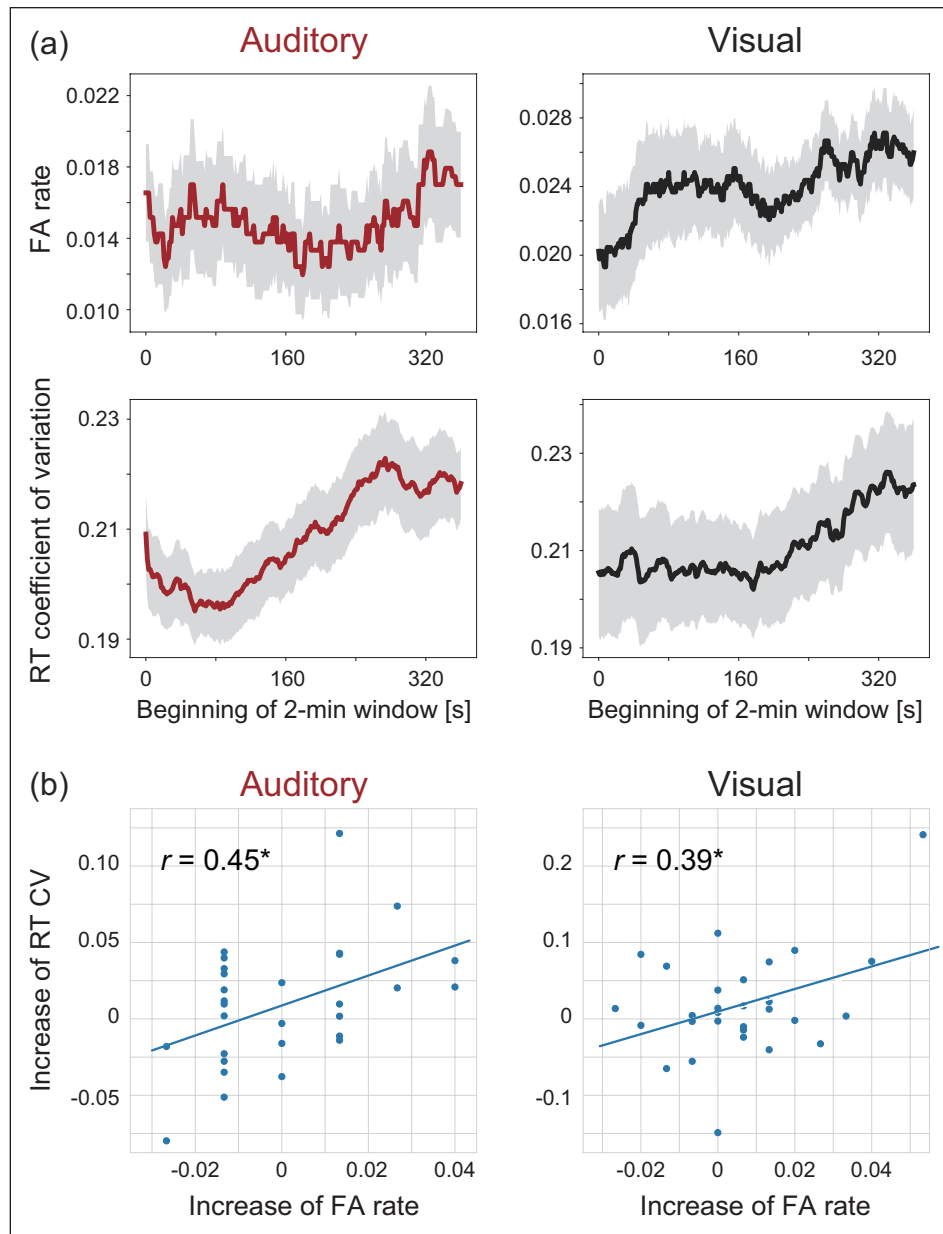 (a)
Auditory
Visual
FA rate
0.022
0.018
0.014
0.010
0
160
320
0.028
0.024
0.020
0.016
0
160
320
RT coefficient of variation
0.23
0.21
0.19
0
160
320
Beginning of 2-min window [s]
0.23
0.21
0.19
0
160
320
Beginning of 2-min window [s]
(b)
Auditory
Visual
Increase of RT CV
r = 0.45*
0.10
0.05
0
-0.05
-0.02
0
0.02
0.04
Increase of FA rate
r = 0.39*
0.2
0.1
0
-0.1
-0.02
0
0.02
0.04
Increase of FA rate